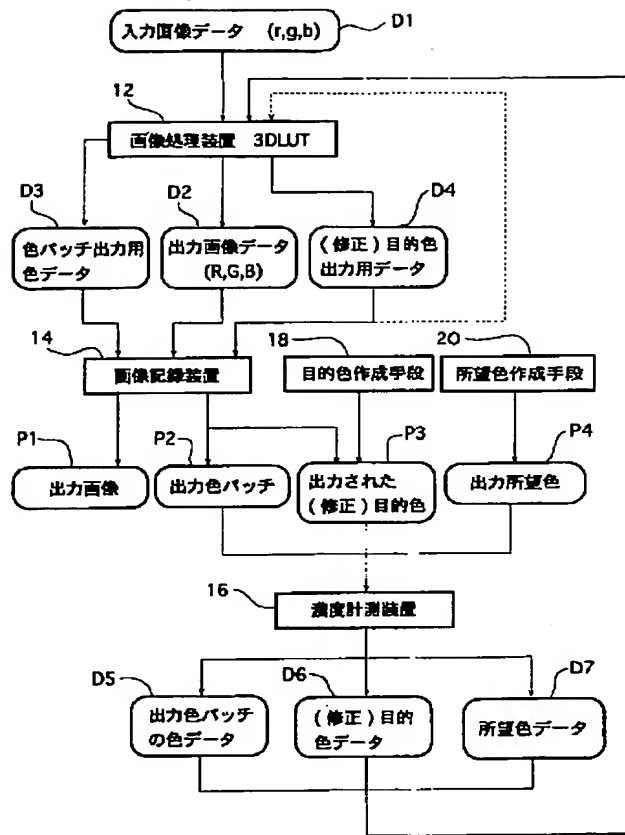 入力画像データ (r,g,b)
D1
12
画像処理装置 3DLUT
D3
D2
D4
色パッチ出力用
色データ
出力画像データ
(R,G,B)
(修正)目的色
出力用データ
14
18
20
画像記録装置
目的色作成手段
所望色作成手段
P1
P2
P3
P4
出力画像
出力色パッチ
出力された
(修正)目的色
出力所望色
16
濃度計測装置
D5
D6
D7
出力色パッチ
の色データ
(修正)目的
色データ
所望色データ